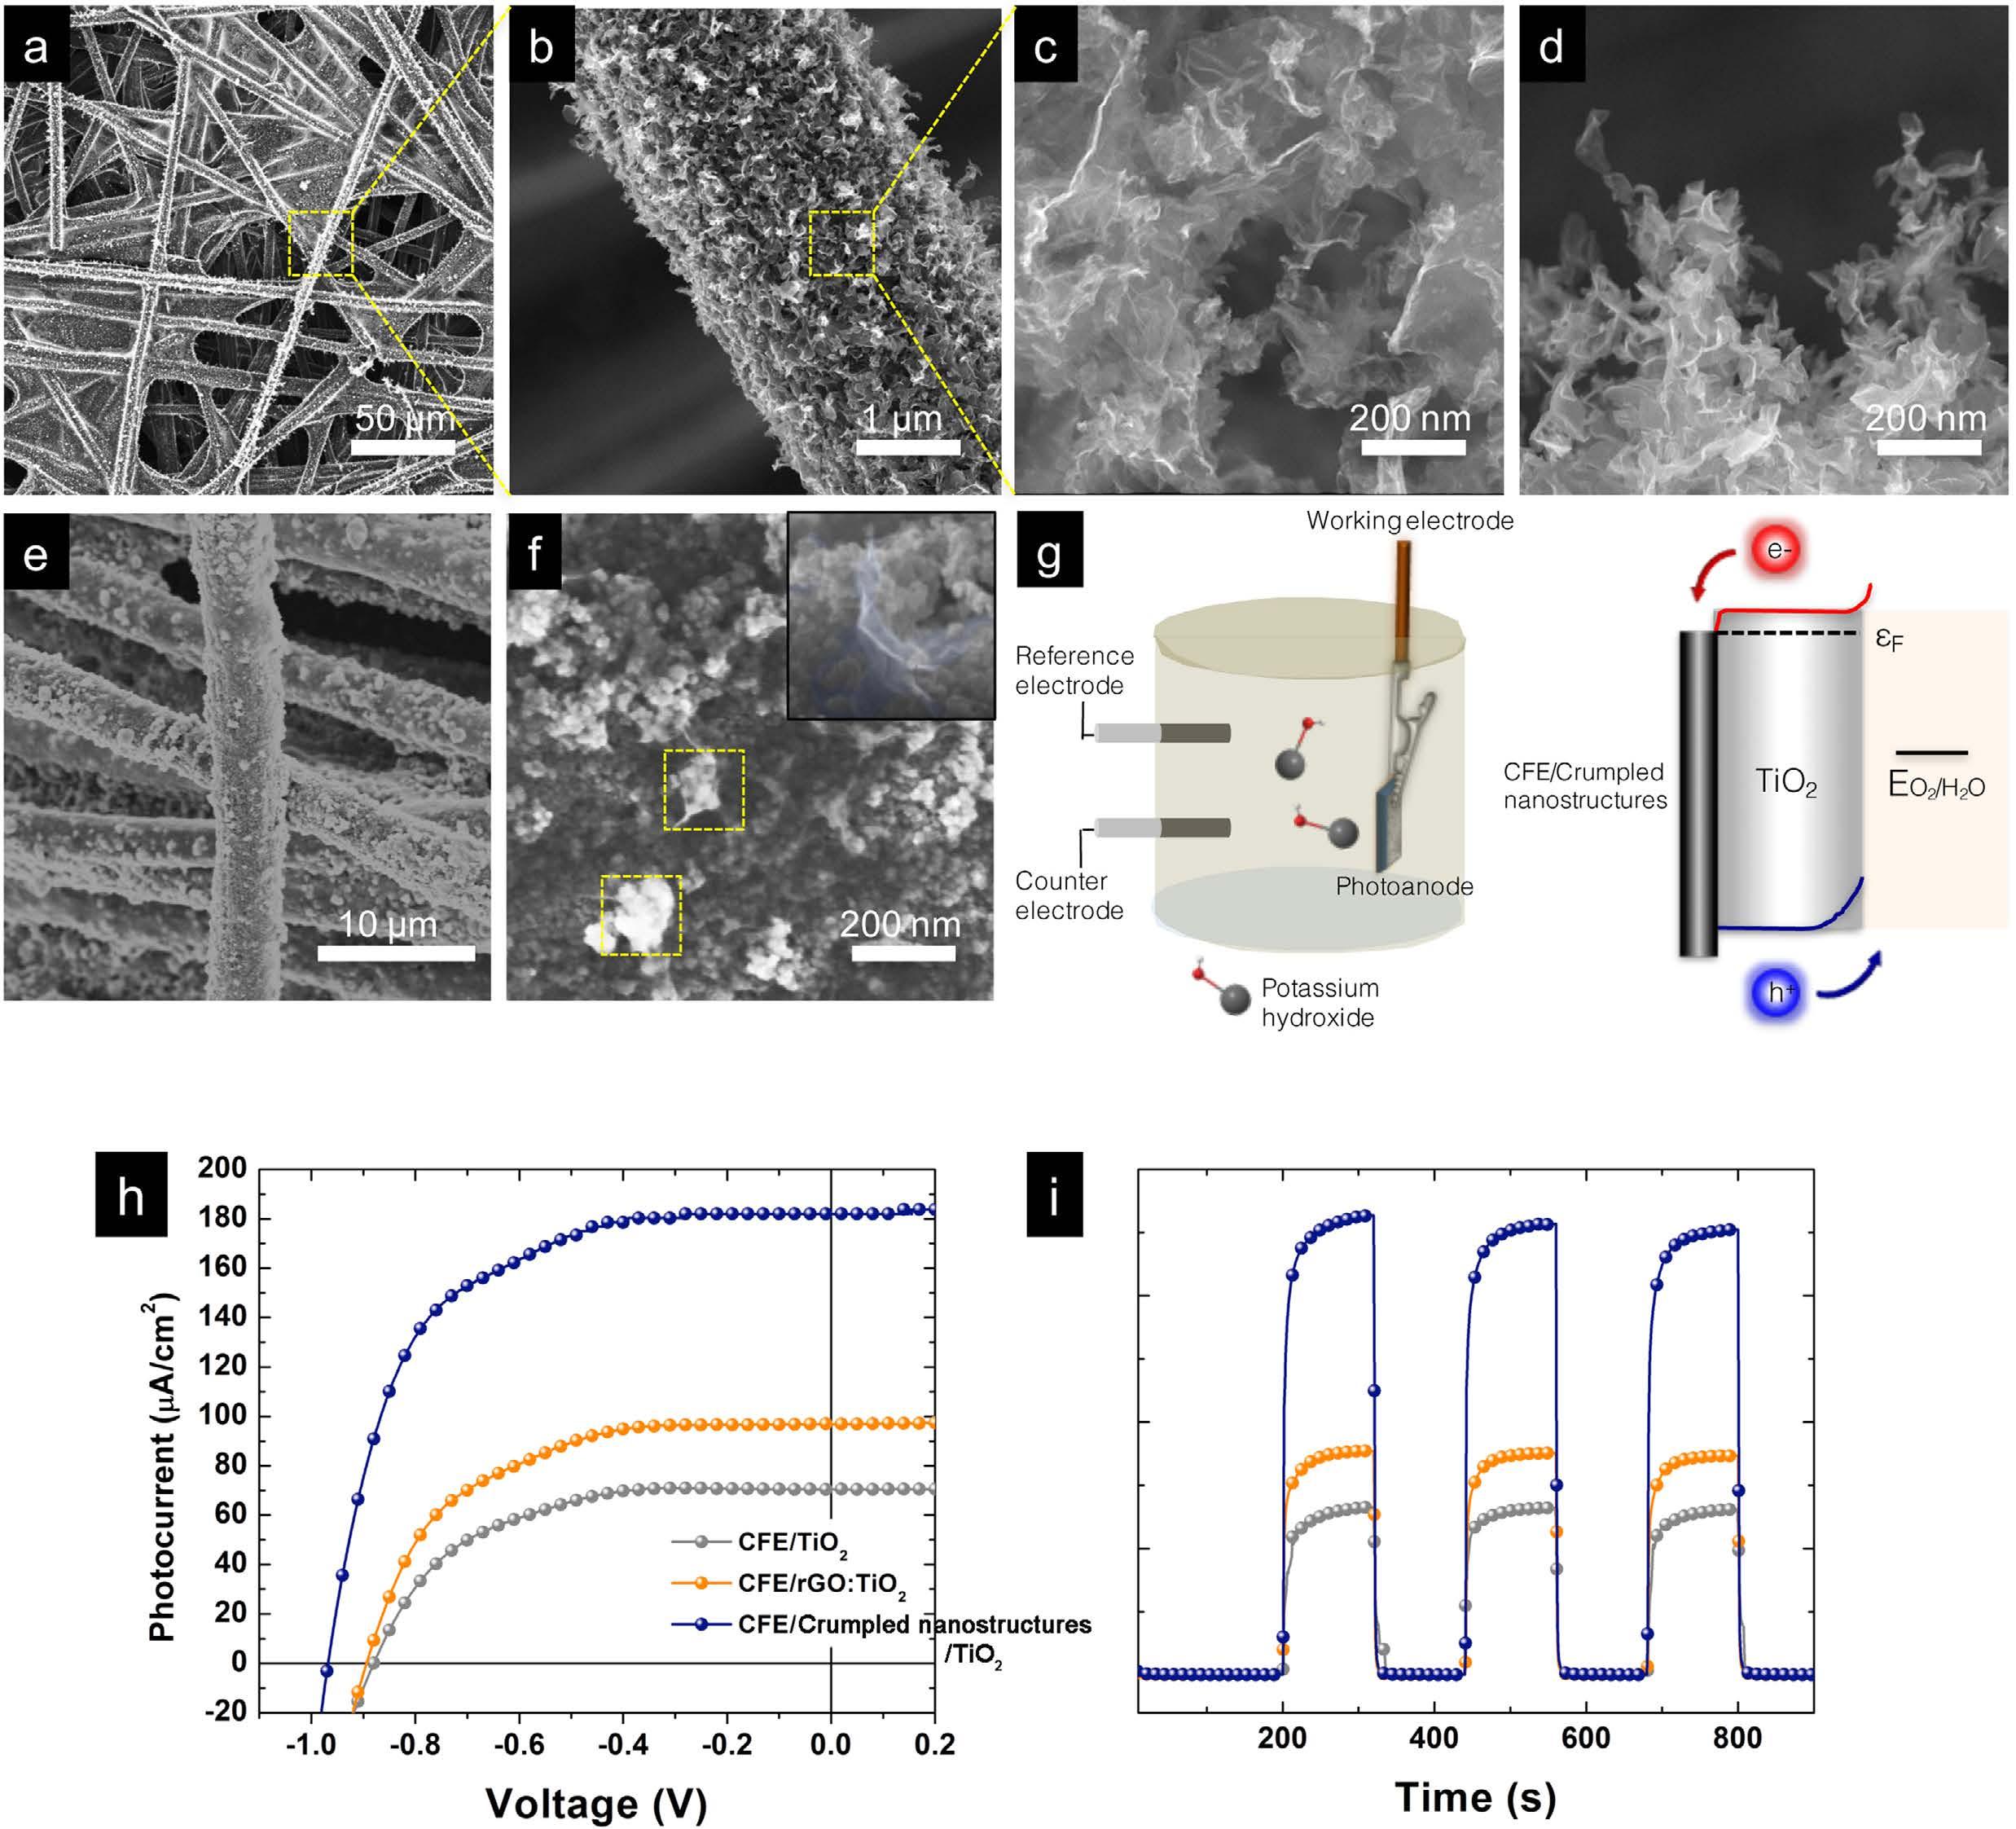 a
b
c
d
50 µm
1 µm
200 nm
200 nm
e
f
g
10 µm
200 nm
Working electrode
Reference
electrode
Counter
electrode
Photoanode
Potassium
hydroxide
e-
εF
CFE/Crumpled
nanostructures
TiO2
EO2/H2O
h+
h
200
180
160
140
120
100
80
60
40
20
0
-20
Photocurrent (µA/cm2)
-1.0 -0.8 -0.6 -0.4 -0.2 0.0 0.2
Voltage (V)
CFE/TiO2
CFE/rGO:TiO2
CFE/Crumpled nanostructures
/TiO2
i
200 400 600 800
Time (s)